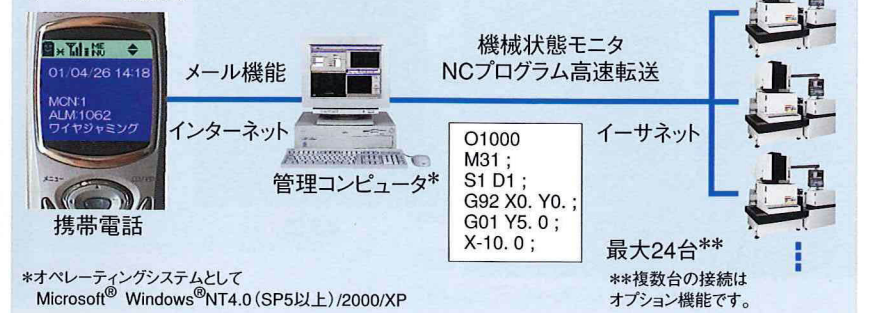 MENU
01/04/26 14:18
MCN:1
ALM:1062
ワイヤジャミング
メニュー
携帯電話
メール機能
インターネット
管理コンピュータ*
機械状態モニタ
NCプログラム高速転送
イーサネット
O1000
M31 ;
S1 D1 ;
G92 X0. Y0. ;
G01 Y5. 0 ;
X-10. 0 ;
最大24台**
**複数台の接続は
オプション機能です。
*オペレーティングシステムとして
Microsoft® Windows®NT4.0(SP5以上)/2000/XP